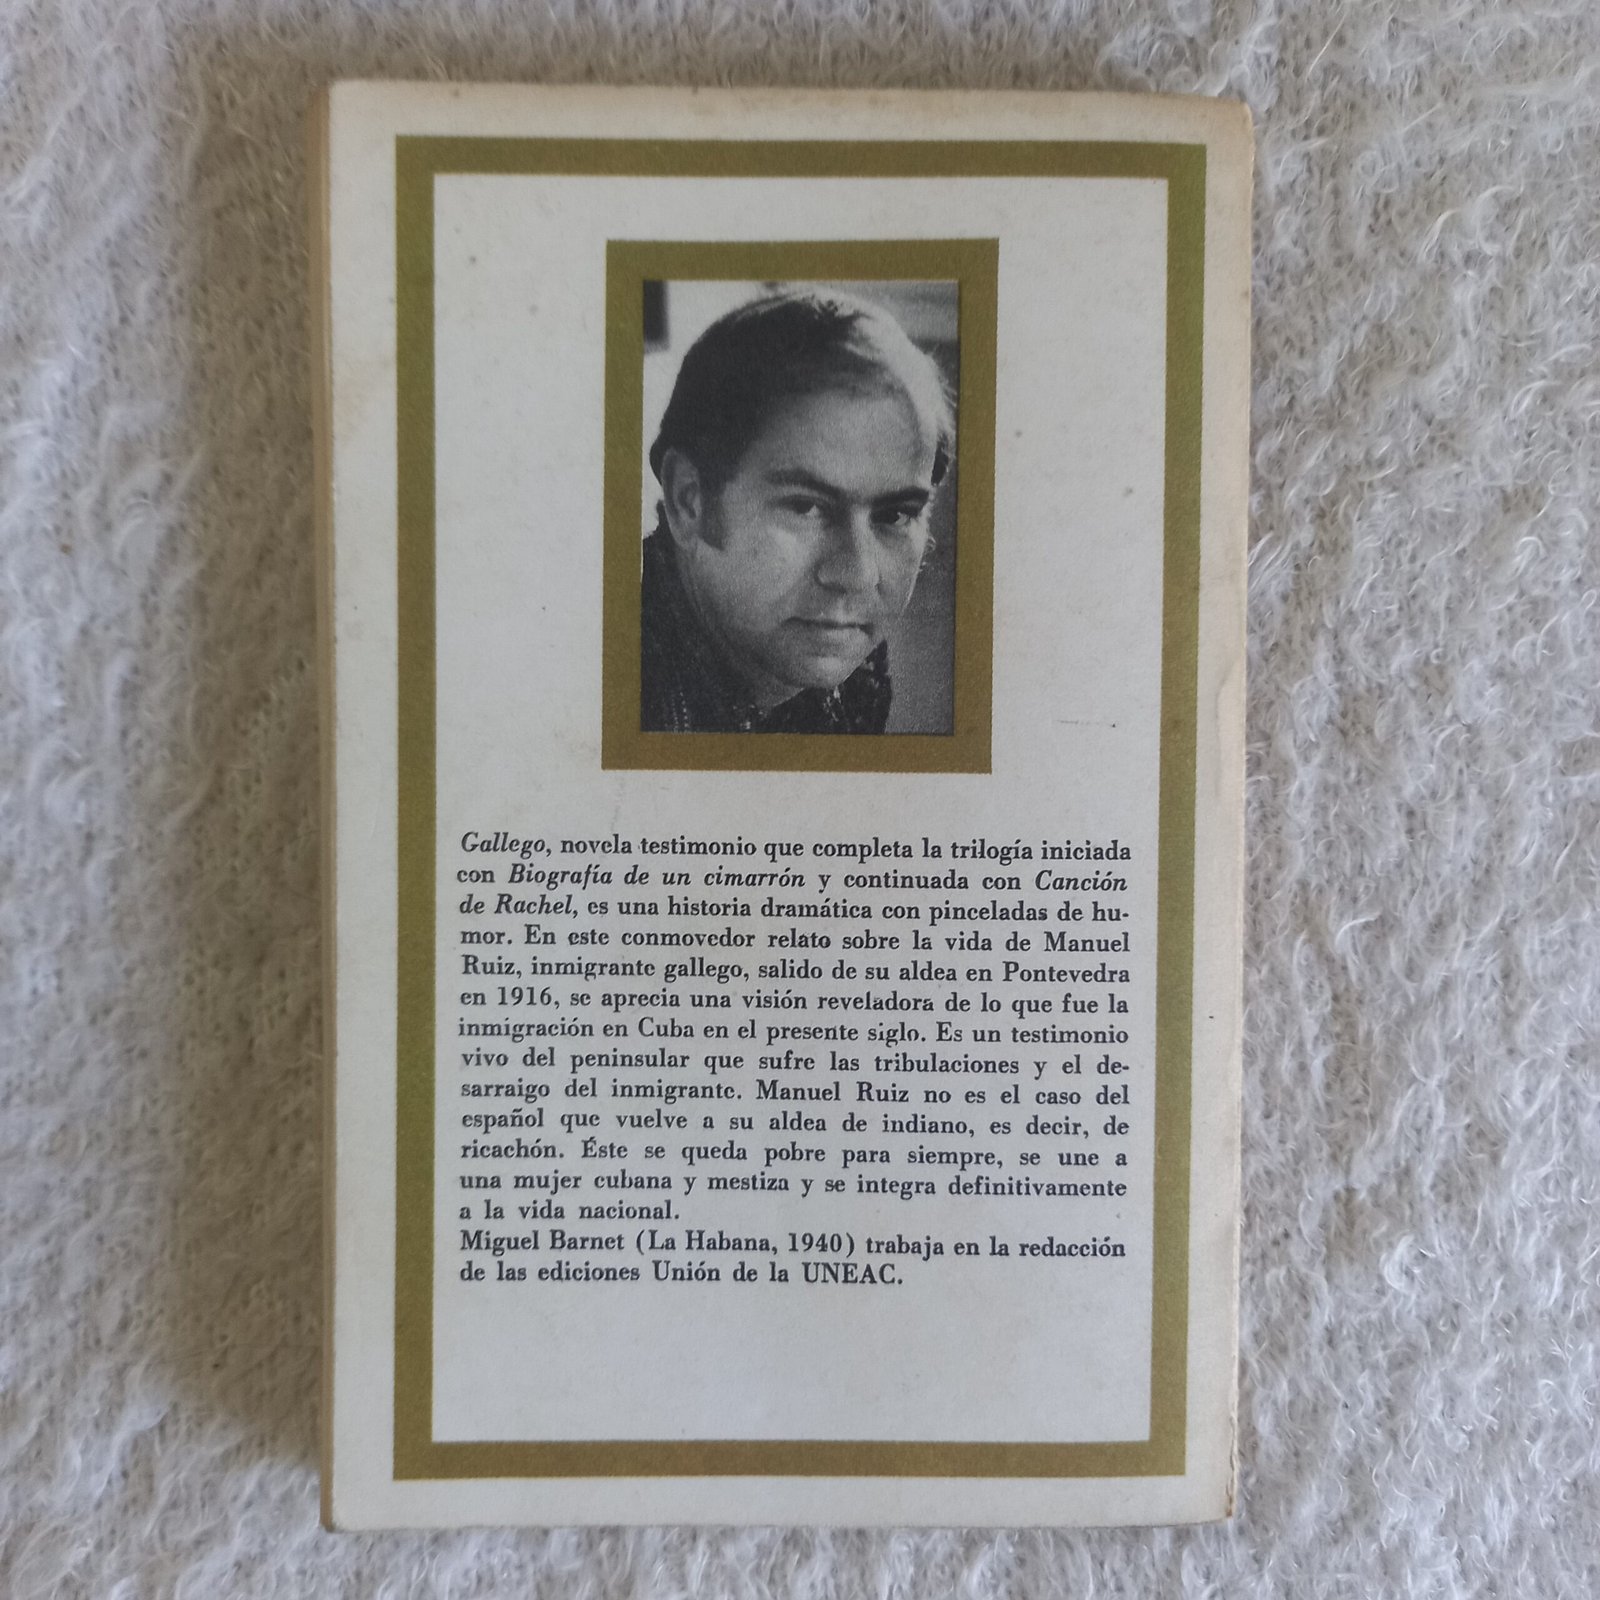 Gallego, novela testimonio que completa la trilogía iniciada
con Biografía de un cimarrón y continuada con Canción
de Rachel, es una historia dramática con pinceladas de hu-
mor. En este conmovedor relato sobre la vida de Manuel
Ruiz, inmigrante gallego, salido de su aldea en Pontevedra
en 1916, se aprecia una visión reveladora de lo que fue la
inmigración en Cuba en el presente siglo. Es un testimonio
vivo del peninsular que sufre las tribulaciones y el de-
sarraigo del inmigrante. Manuel Ruiz no es el caso del
español que vuelve a su aldea de indiano, es decir, de
ricachón. Éste se queda pobre para siempre, se une a
una mujer cubana y mestiza y se integra definitivamente
a la vida nacional.
Miguel Barnet (La Habana, 1940) trabaja en la redacción
de las ediciones Unión de la UNEAC.